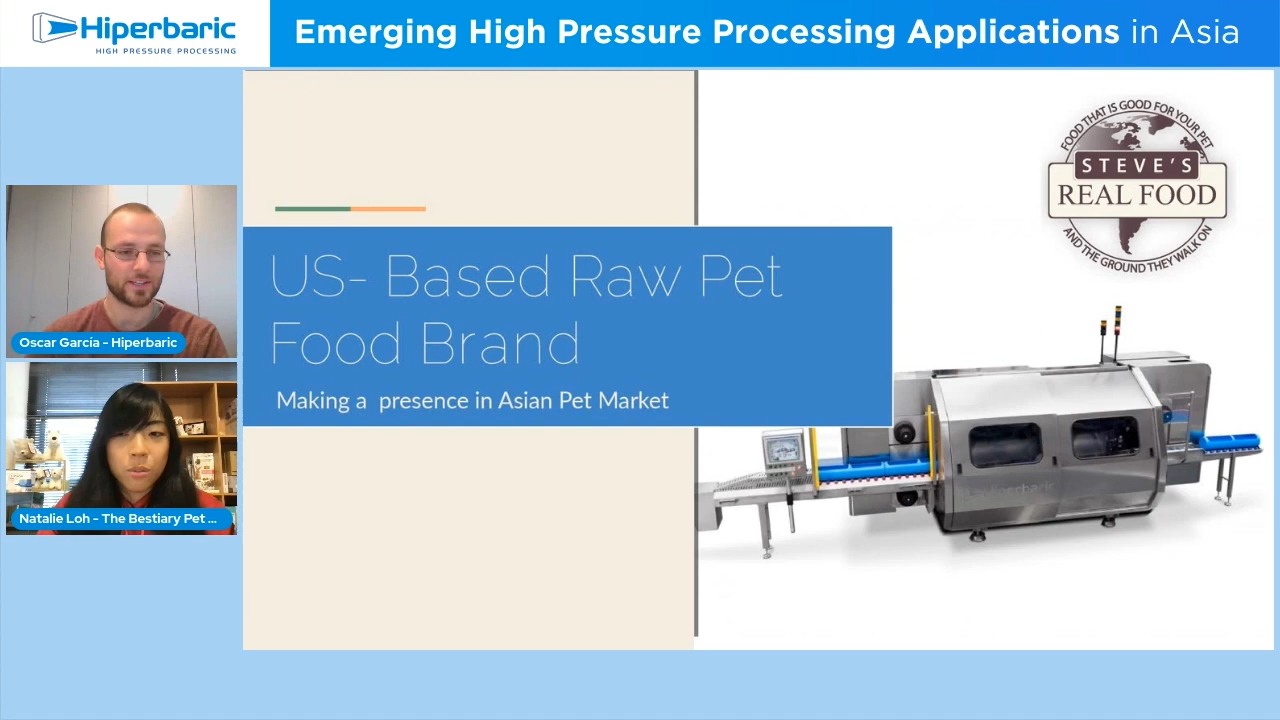 Hiperbaric
HIGH PRESSURE PROCESSING
Emerging High Pressure Processing Applications in Asia
Oscar García - Hiperbaric
Natalie Loh - The Bestiary Pet ...
US- Based Raw Pet
Food Brand
Making a presence in Asian Pet Market
FOOD THAT IS GOOD FOR YOUR PET
STEVE'S
REAL FOOD
AND THE GROUND THEY WALK ON
Hiperbaric